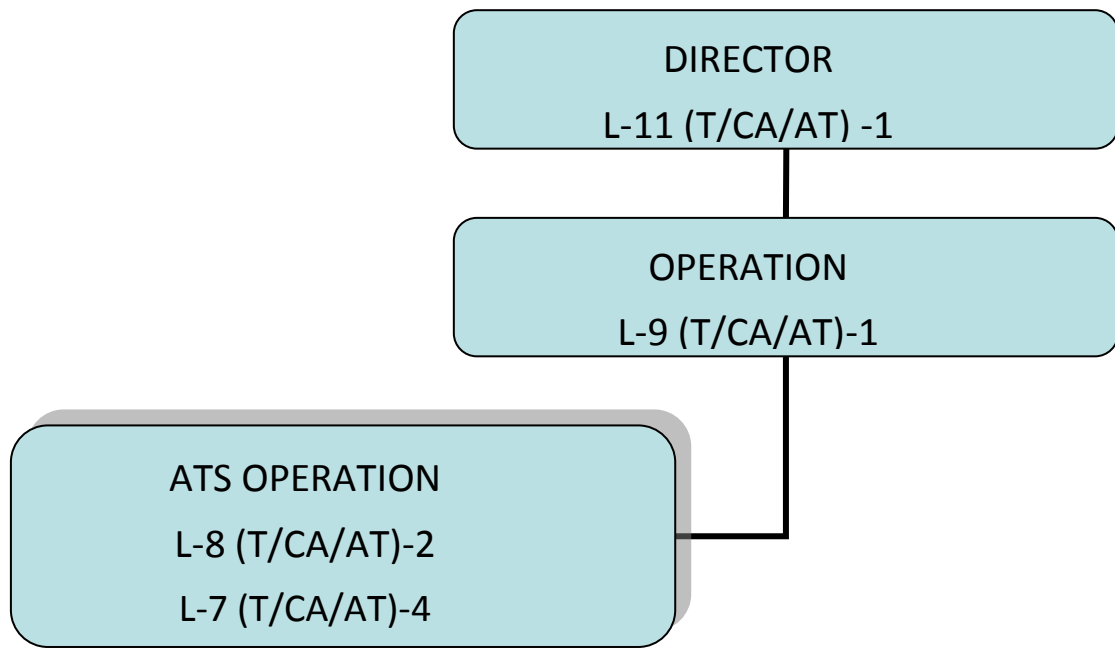 DIRECTOR
L-11 (T/CA/AT) -1
OPERATION
L-9 (T/CA/AT)-1
ATS OPERATION
L-8 (T/CA/AT)-2
L-7 (T/CA/AT)-4